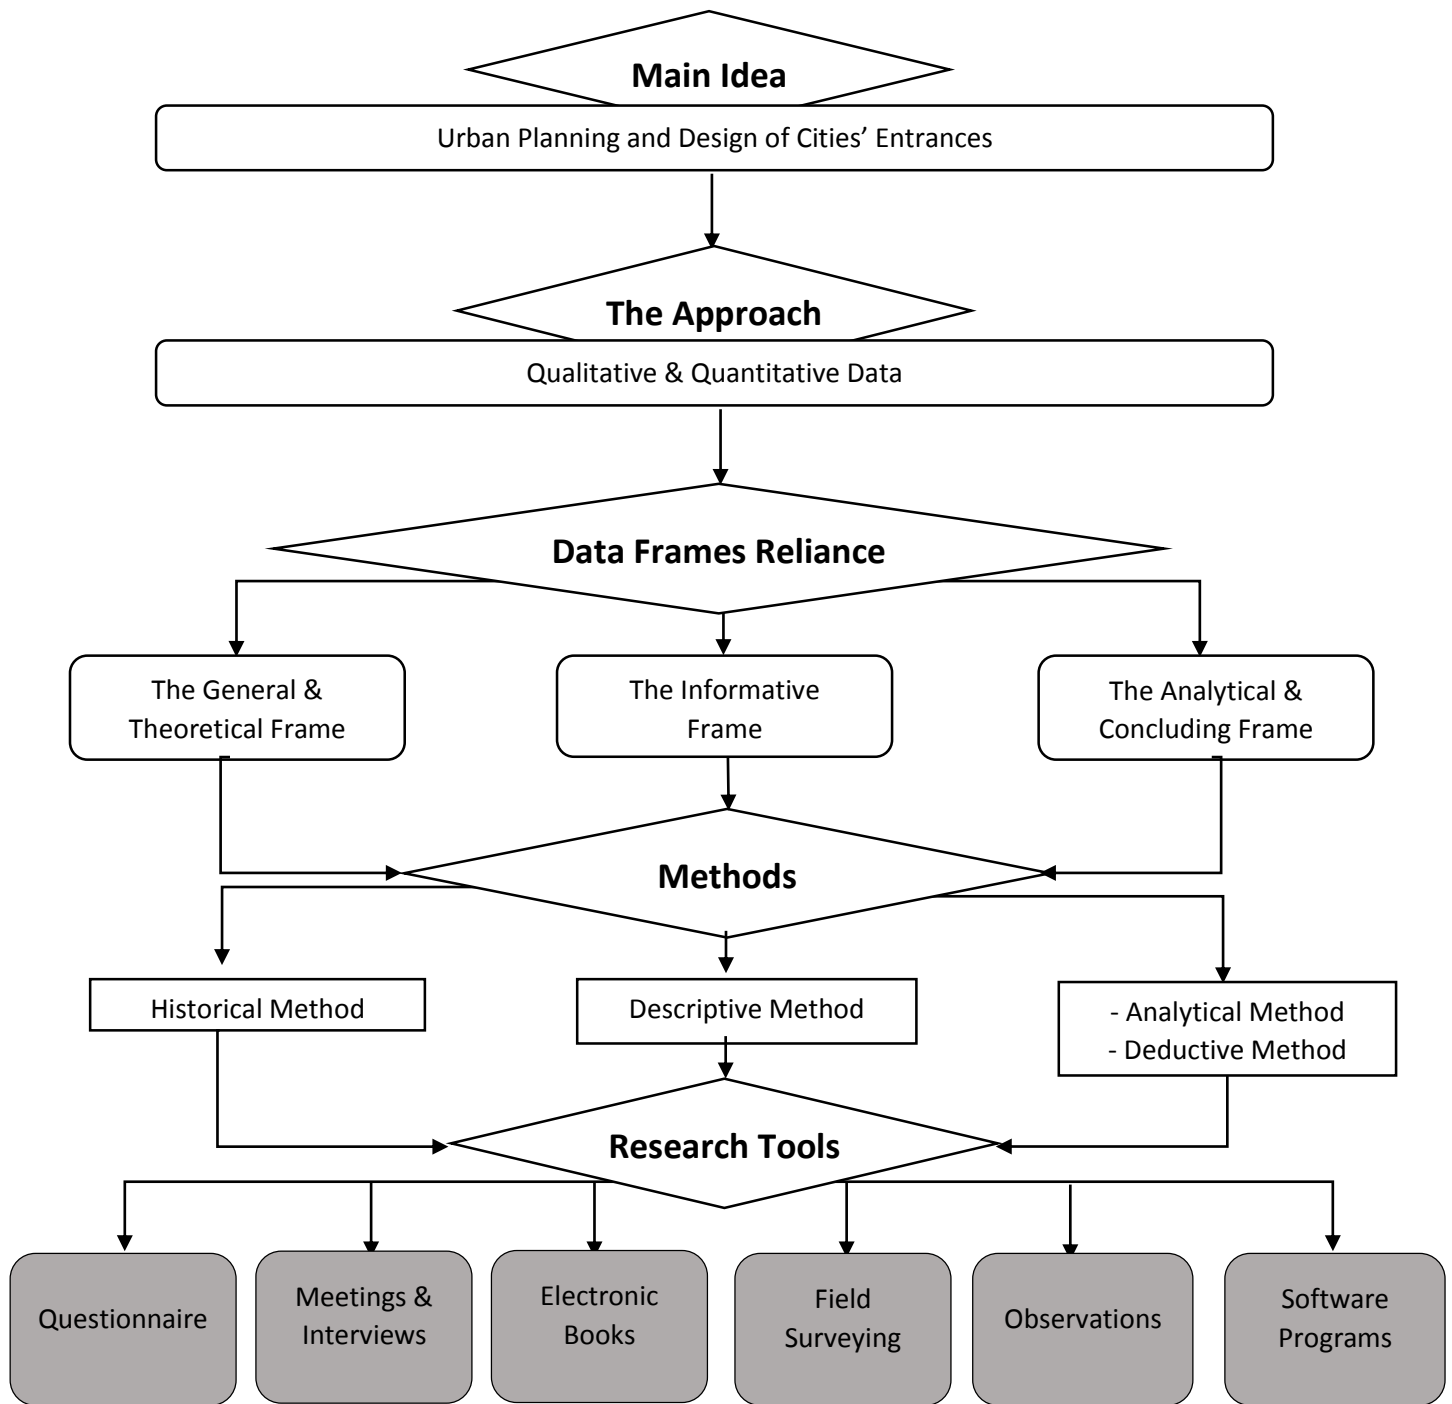 Main Idea
Urban Planning and Design of Cities’ Entrances
The Approach
Qualitative & Quantitative Data
Data Frames Reliance
The General &
Theoretical Frame
The Informative
Frame
The Analytical &
Concluding Frame
Methods
Historical Method
Descriptive Method
- Analytical Method
- Deductive Method
Research Tools
Questionnaire
Meetings &
Interviews
Electronic
Books
Field
Surveying
Observations
Software
Programs